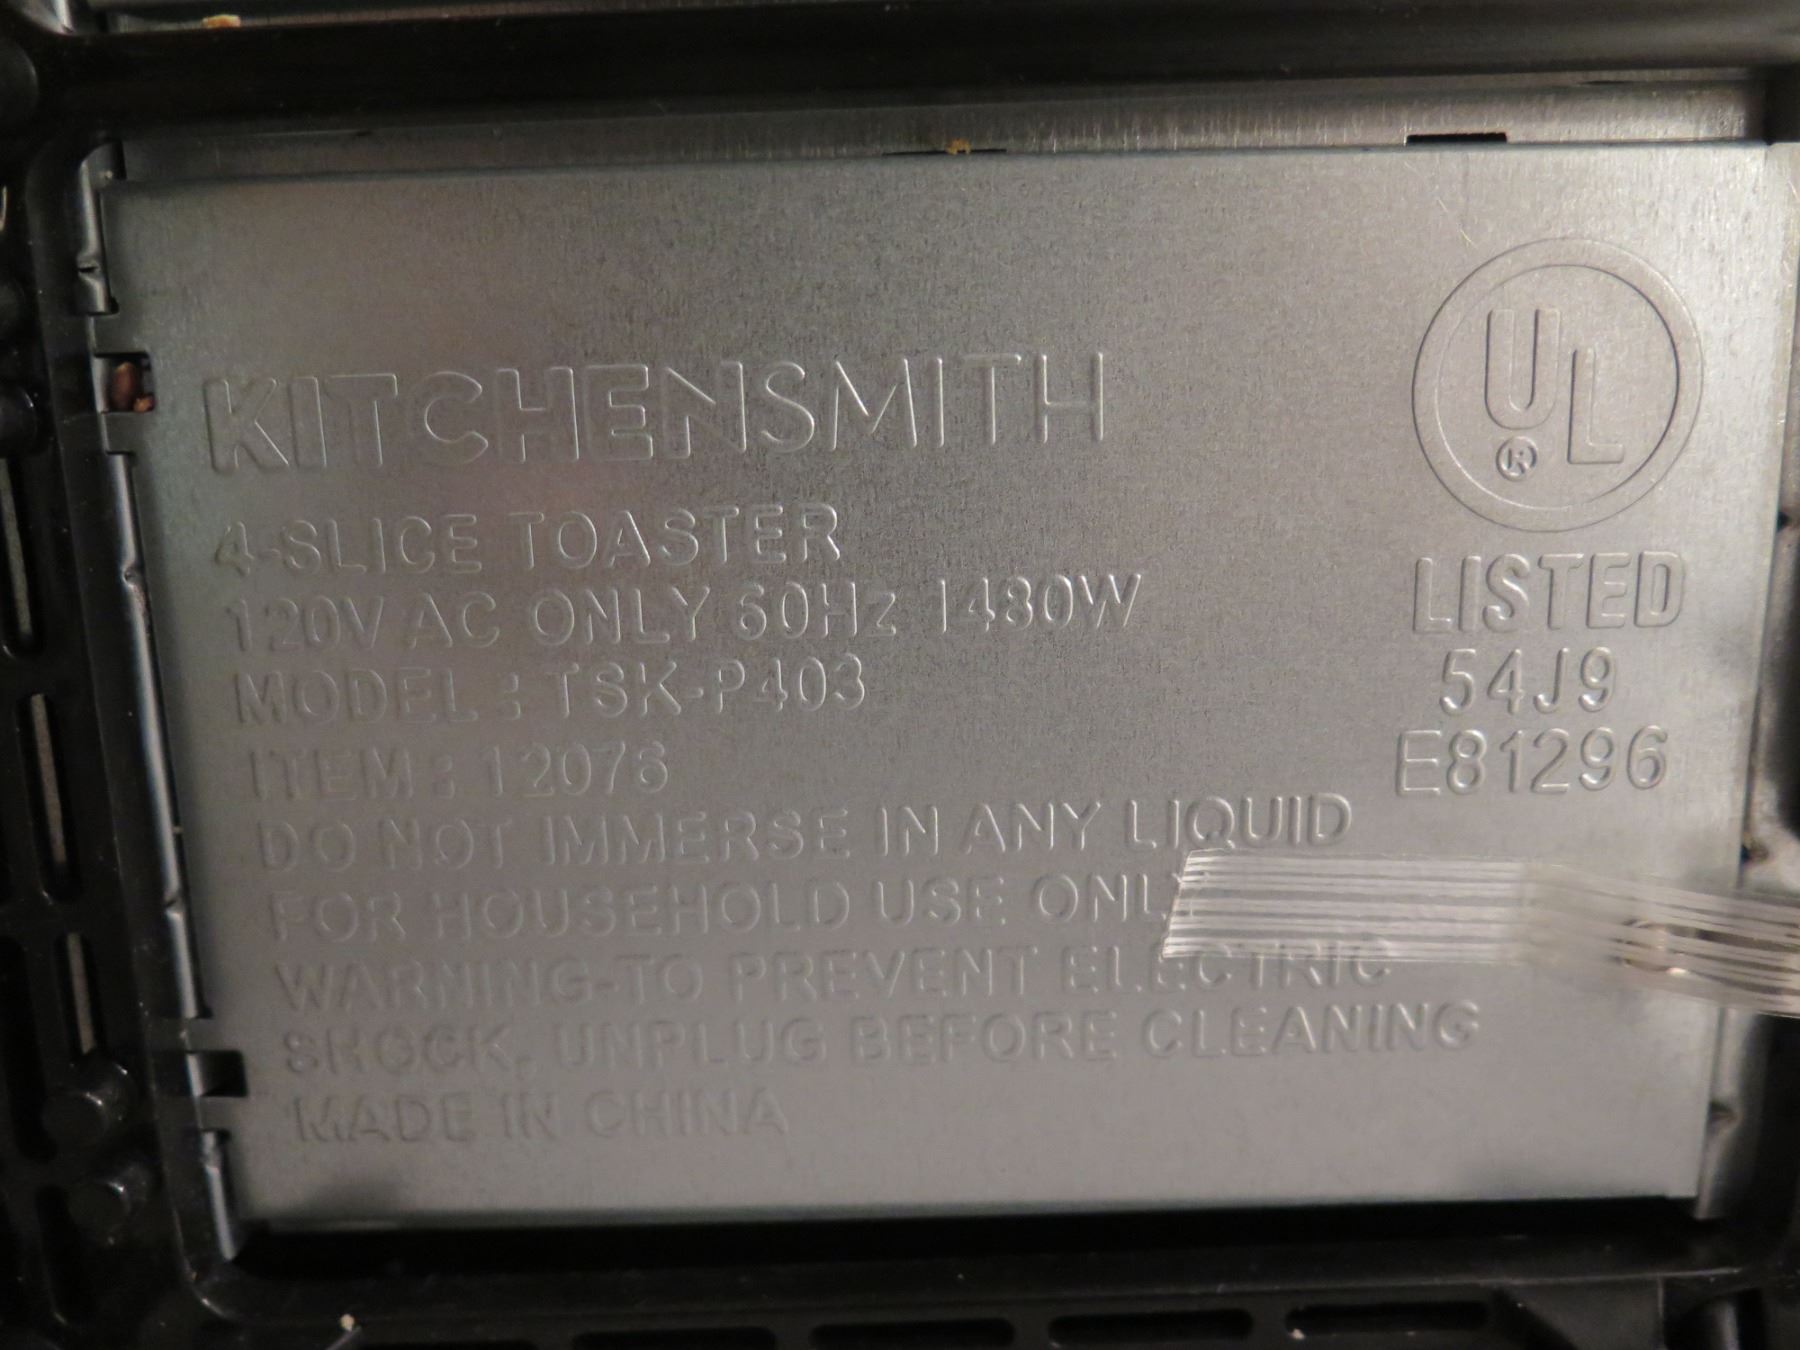 KITCHENSMITH
4-SLICE TOASTER
120V AC ONLY 60Hz 1480W
MODEL : TSK-P403
ITEM : 12076
DO NOT IMMERSE IN ANY LIQUID
FOR HOUSEHOLD USE ONLY
WARNING-TO PREVENT ELECTRIC
SHOCK, UNPLUG BEFORE CLEANING
MADE IN CHINA
UL
®
LISTED
54J9
E81296